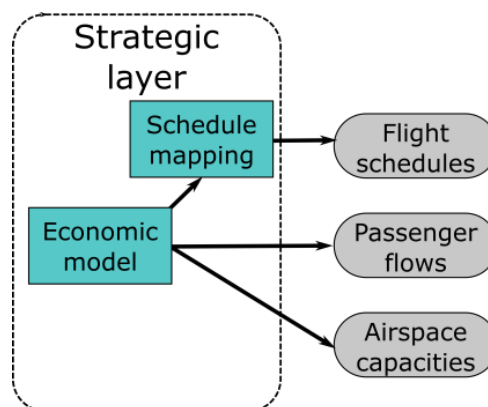 Strategic
layer
Schedule
mapping
Flight
schedules
Economic
model
Passenger
flows
Airspace
capacities